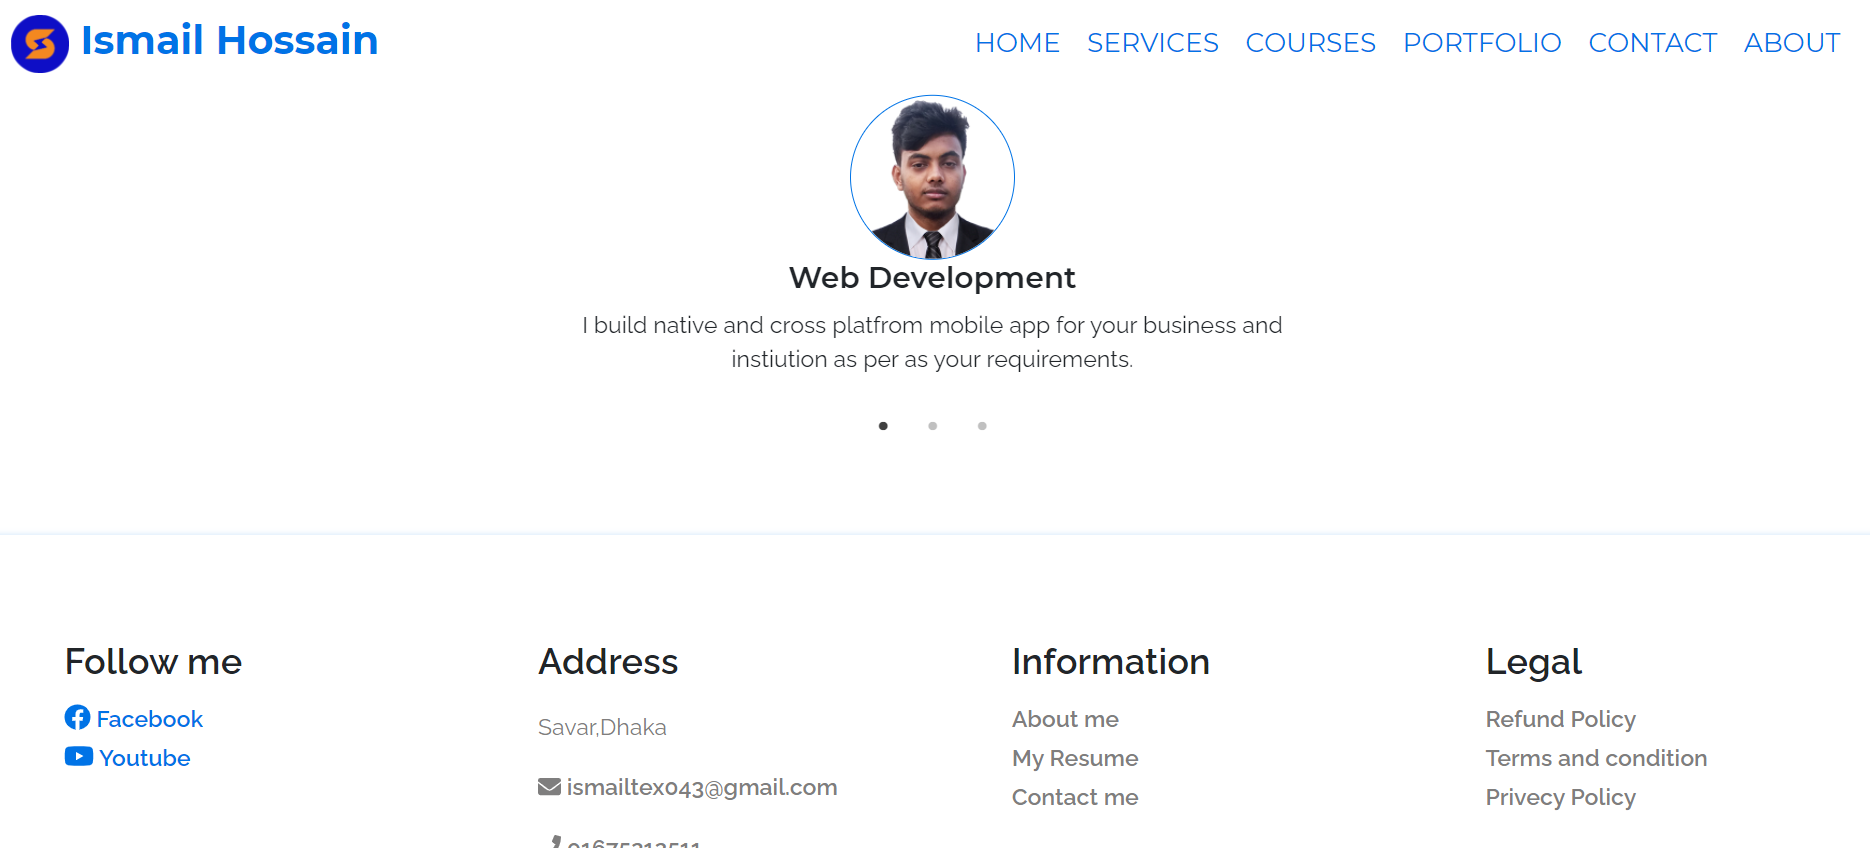 Ismail Hossain
HOME SERVICES COURSES PORTFOLIO CONTACT ABOUT
Web Development
I build native and cross platfrom mobile app for your business and
instiution as per as your requirements.
Follow me
Facebook
Youtube
Address
Savar,Dhaka
ismailtex043@gmail.com
Information
About me
My Resume
Contact me
Legal
Refund Policy
Terms and condition
Privecy Policy